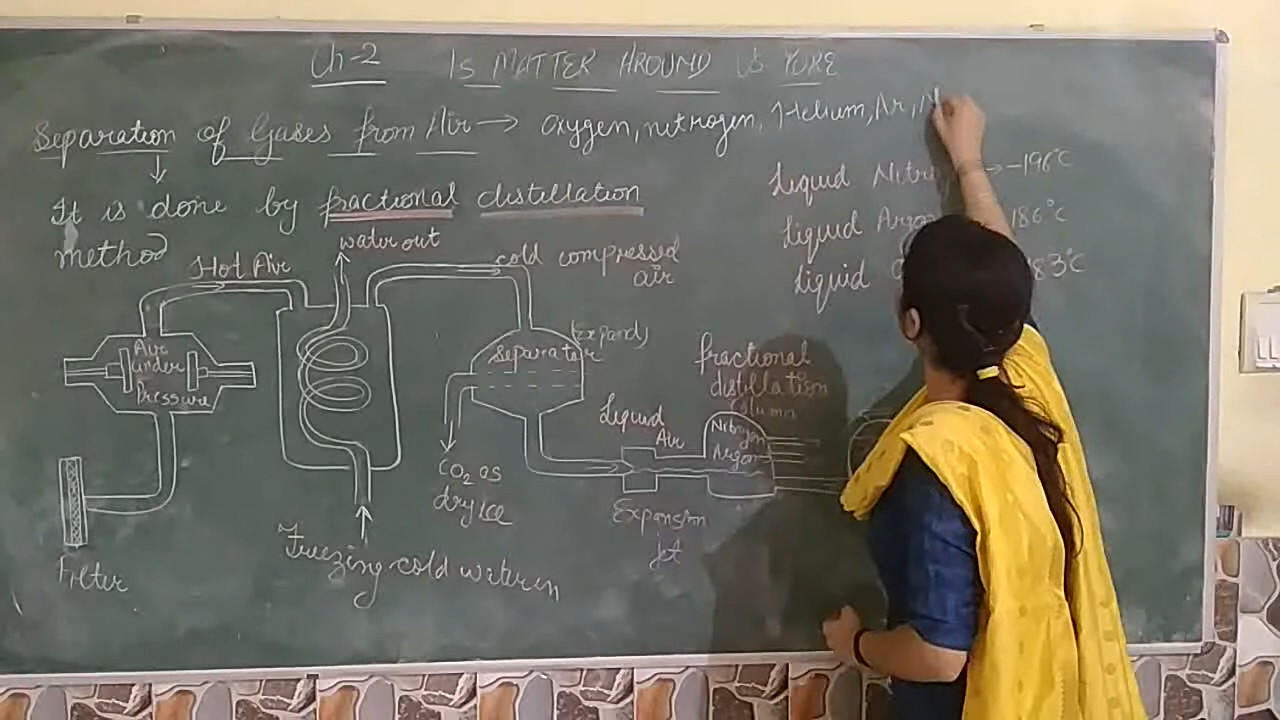 Ch-2 IS MATTER AROUND US PURE
Separation of Gases from Air → Oxygen, nitrogen, Helium, Ar, N
It is done by fractional distillation
method
Liquid → -196°C
Liquid 186°C
Liquid 83°C
Hot Air
water out
cold compressed
air
Air
under
Pressure
Separator
(Expand)
fractional
distillation
column
Liquid
Air
Nitrogen
Argon
CO2 as
dry Ice
Expansion
jet
Freezing cold water in
Filter